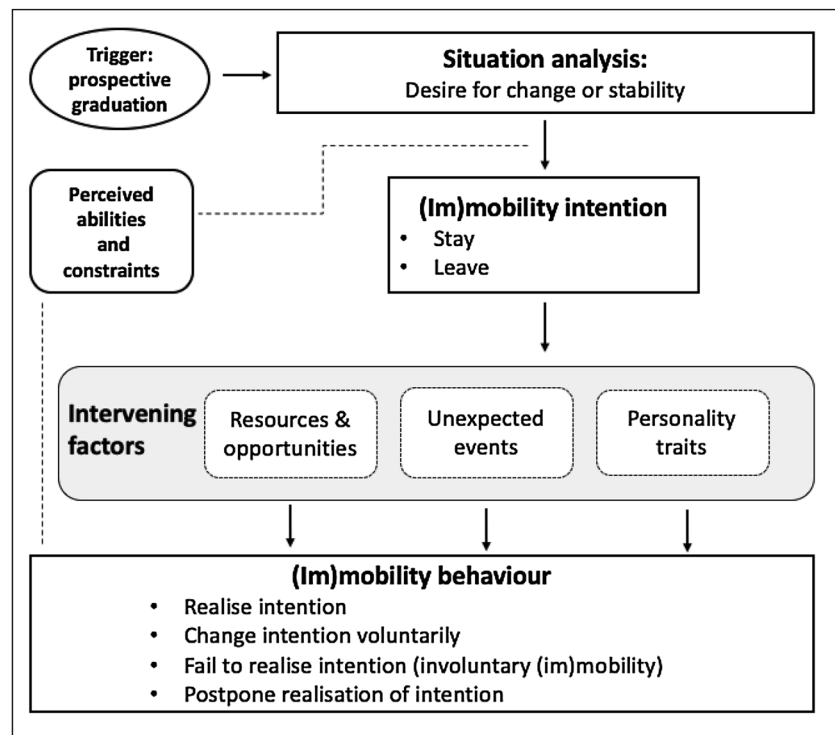 Trigger:
prospective
graduation
Situation analysis:
Desire for change or stability
Perceived
abilities
and
constraints
(Im)mobility intention
• Stay
• Leave
Intervening
factors
Resources &
opportunities
Unexpected
events
Personality
traits
(Im)mobility behaviour
• Realise intention
• Change intention voluntarily
• Fail to realise intention (involuntary (im)mobility)
• Postpone realisation of intention